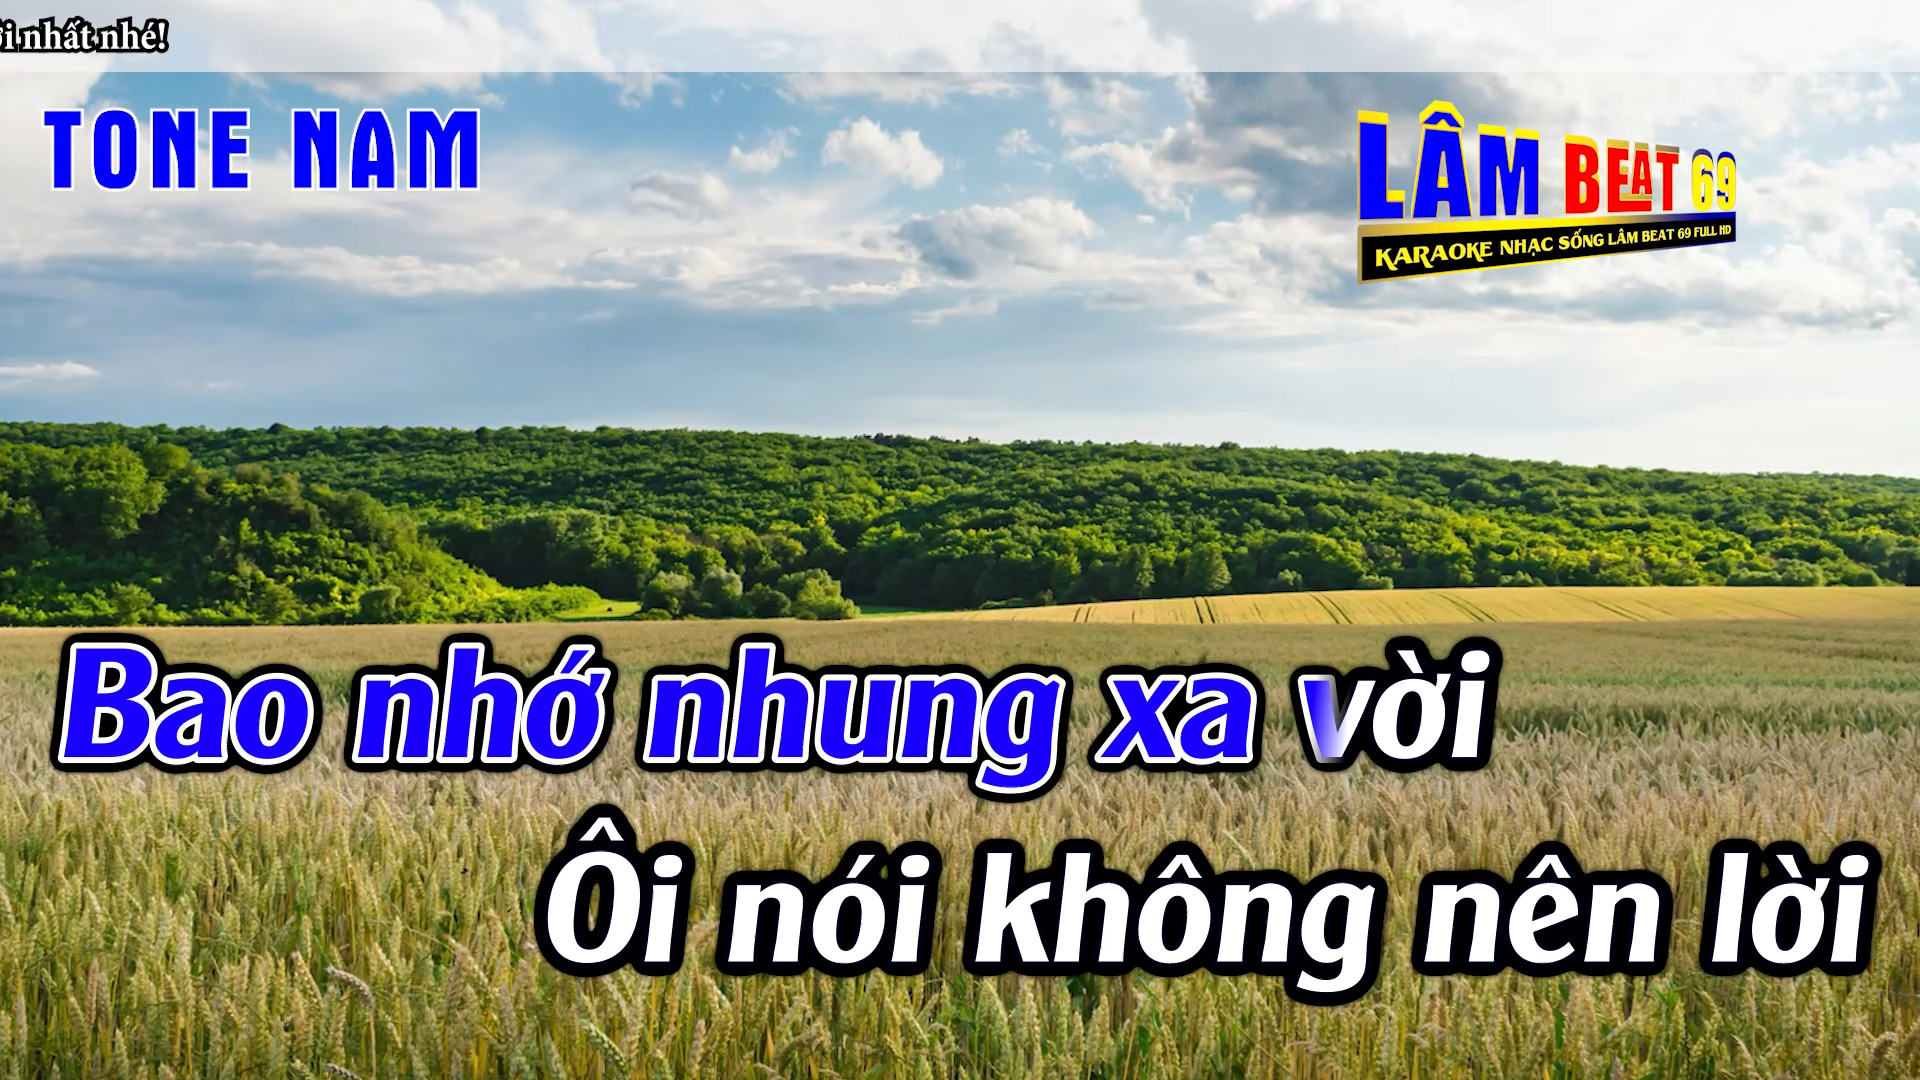 nhất nhé!
TONE NAM
LÂM BEAT 69
KARAOKE NHẠC SỐNG LÂM BEAT 69 FULL HD
Bao nhớ nhung xa vời
Ôi nói không nên lời